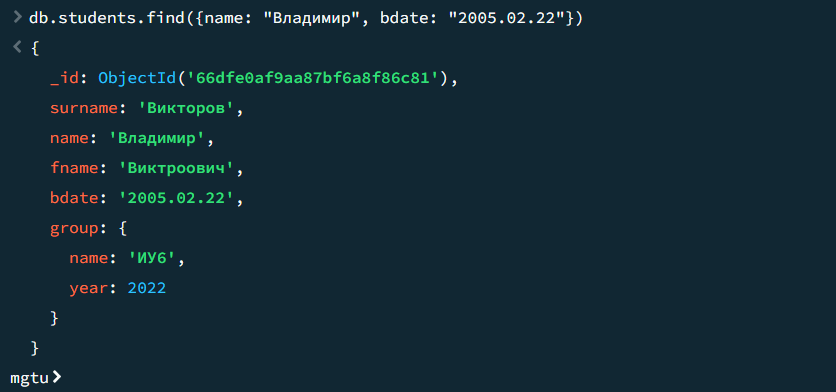 > db.students.find({name: "Владимир", bdate: "2005.02.22"})
< {
_id: ObjectId('66dfe0af9aa87bf6a8f86c81'),
surname: 'Викторов',
name: 'Владимир',
fname: 'Виктроович',
bdate: '2005.02.22',
group: {
name: 'ИУ6',
year: 2022
}
}
mgtu>